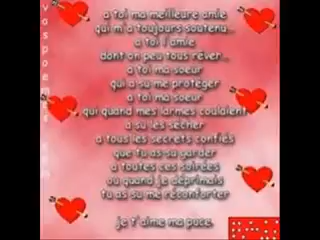 a toi ma meilleure amie
qui m'a toujours soutenu...
a toi l amie
dont on peu tous rêver...
a toi ma soeur
qui a su me protéger
a toi ma soeur
qui quand mes larmes coulaient
a su les sécher
a tous les secrets confiés
que tu as su garder
a toutes ces soirées
ou quand je déprimais
tu as su me réconforter
je t'aime ma puce.